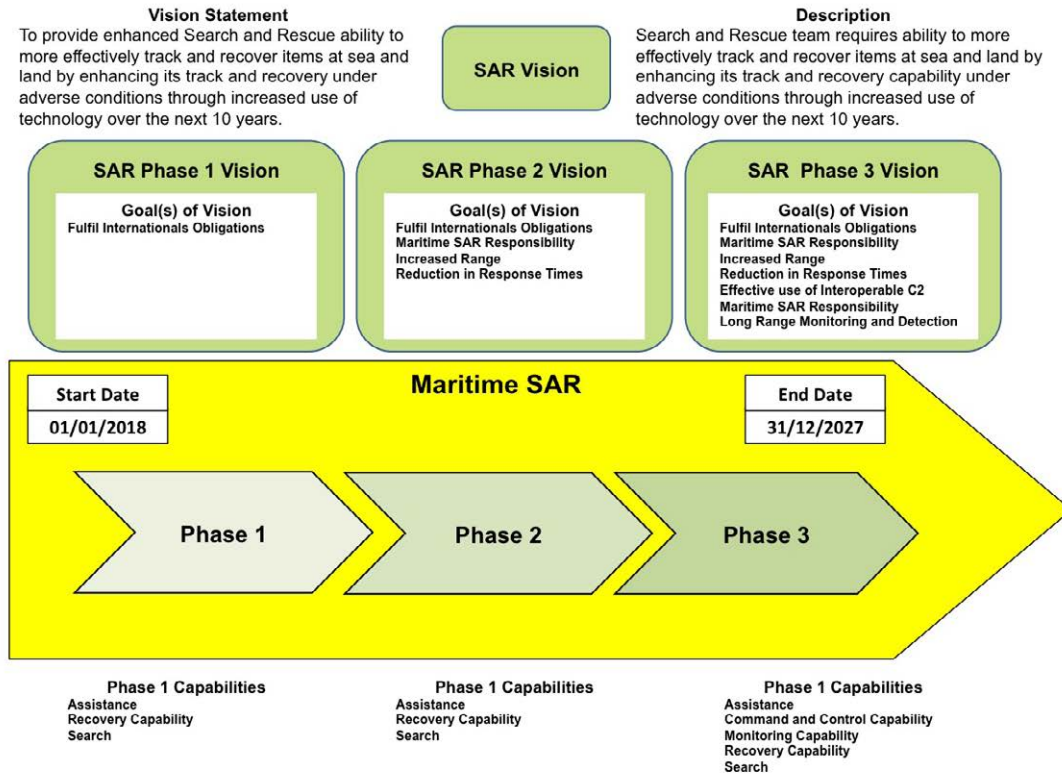 Vision Statement
To provide enhanced Search and Rescue ability to
more effectively track and recover items at sea and
land by enhancing its track and recovery under
adverse conditions through increased use of
technology over the next 10 years.
SAR Vision
Description
Search and Rescue team requires ability to more
effectively track and recover items at sea and land by
enhancing its track and recovery capability under
adverse conditions through increased use of
technology over the next 10 years.
SAR Phase 1 Vision
Goal(s) of Vision
Fulfil Internationals Obligations
SAR Phase 2 Vision
Goal(s) of Vision
Fulfil Internationals Obligations
Maritime SAR Responsibility
Increased Range
Reduction in Response Times
SAR Phase 3 Vision
Goal(s) of Vision
Fulfil Internationals Obligations
Maritime SAR Responsibility
Increased Range
Reduction in Response Times
Effective use of Interoperable C2
Maritime SAR Responsibility
Long Range Monitoring and Detection
Maritime SAR
Start Date
01/01/2018
End Date
31/12/2027
Phase 1
Phase 2
Phase 3
Phase 1 Capabilities
Assistance
Recovery Capability
Search
Phase 1 Capabilities
Assistance
Recovery Capability
Search
Phase 1 Capabilities
Assistance
Command and Control Capability
Monitoring Capability
Recovery Capability
Search